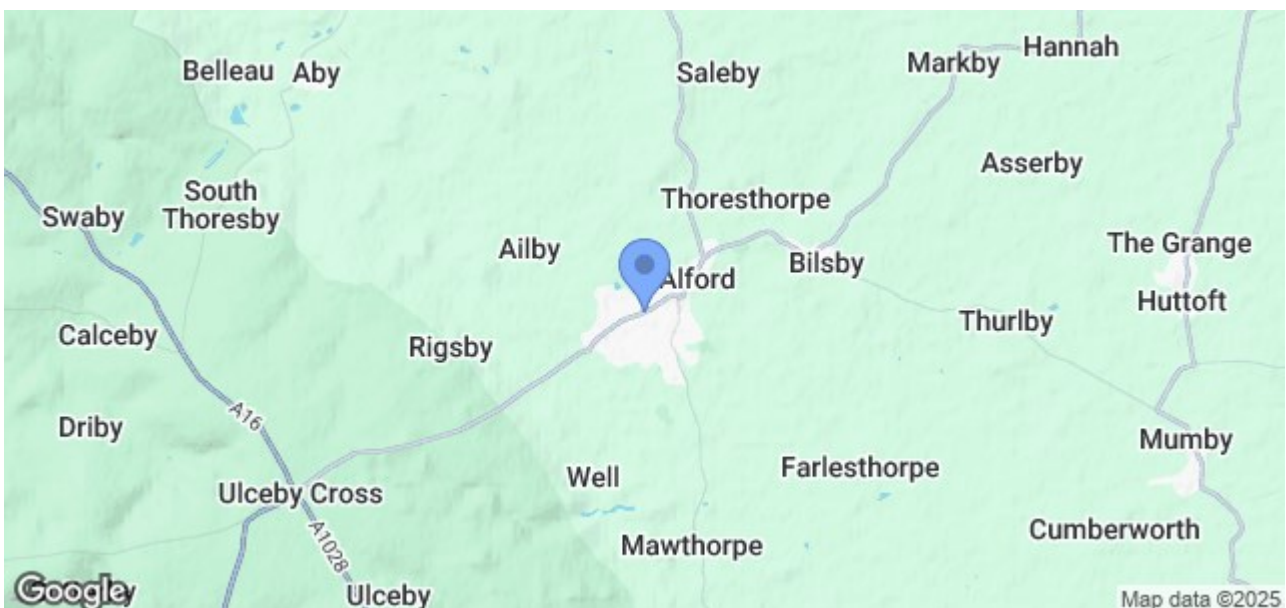 Hannah
Belleau
Aby
Saleby
Markby
Asserby
South
Thoresby
Thoresthorpe
Swaby
Ailby
The Grange
Bilsby
Alford
Huttoft
Thurlby
Calceby
Rigsby
A16
Driby
Mumby
Farlesthorpe
Well
Ulceby Cross
Cumberworth
A1028
Mawthorpe
Google
Ulceby
Map data ©2025